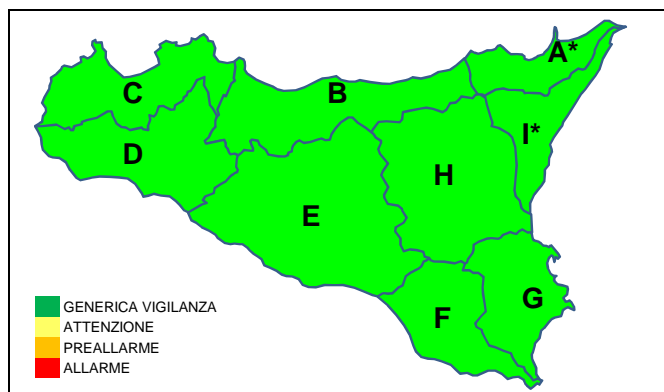 A*
C
B
I*
D
H
E
G
F
GENERICA VIGILANZA
ATTENZIONE
PREALLARME
ALLARME